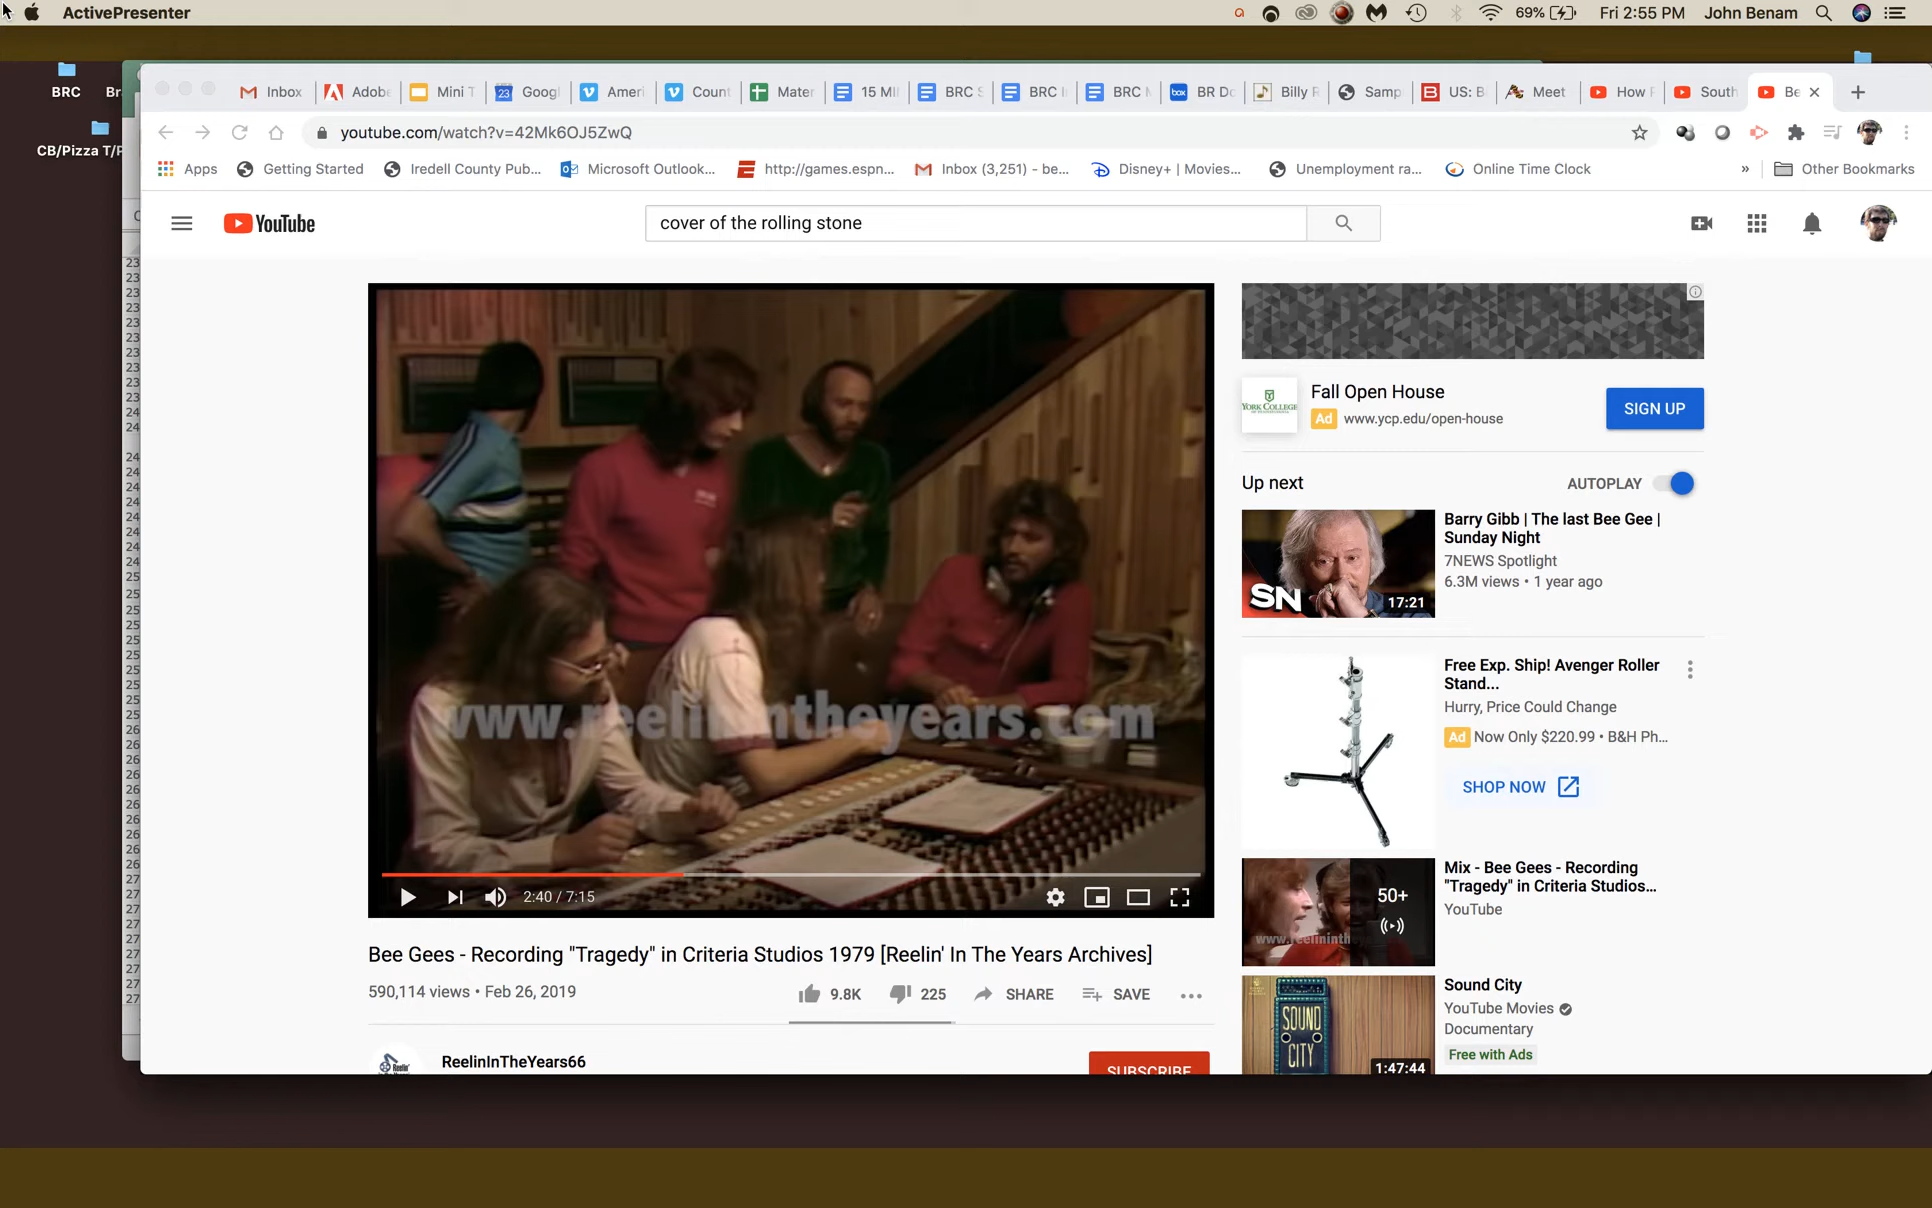 ActivePresenter
69%
Fri 2:55 PM
John Benam
BRC
Br
CB/Pizza T/P
Inbox
Adobe
Mini T
Googl
Ameri
Count
Mater
15 MI
BRC S
BRC I
BRC M
BR Do
Billy R
Samp
US: B
Meet
How
South
Be
youtube.com/watch?v=42Mk6OJ5ZwQ
Apps
Getting Started
Iredell County Pub...
Microsoft Outlook...
http://games.espn...
Inbox (3,251) - be...
Disney+ | Movies...
Unemployment ra...
Online Time Clock
»
Other Bookmarks
YouTube
cover of the rolling stone
www.reelinintheyears.com
2:40 / 7:15
Bee Gees - Recording "Tragedy" in Criteria Studios 1979 [Reelin' In The Years Archives]
590,114 views • Feb 26, 2019
9.8K
225
SHARE
SAVE
ReelinInTheYears66
SUBSCRIBE
YORK COLLEGE
Fall Open House
Ad www.ycp.edu/open-house
SIGN UP
Up next
AUTOPLAY
SN
17:21
Barry Gibb | The last Bee Gee |
Sunday Night
7NEWS Spotlight
6.3M views • 1 year ago
Free Exp. Ship! Avenger Roller
Stand...
Hurry, Price Could Change
Ad Now Only $220.99 • B&H Ph...
SHOP NOW
50+
Mix - Bee Gees - Recording
"Tragedy" in Criteria Studios...
YouTube
SOUND
CITY
1:47:44
Sound City
YouTube Movies
Documentary
Free with Ads